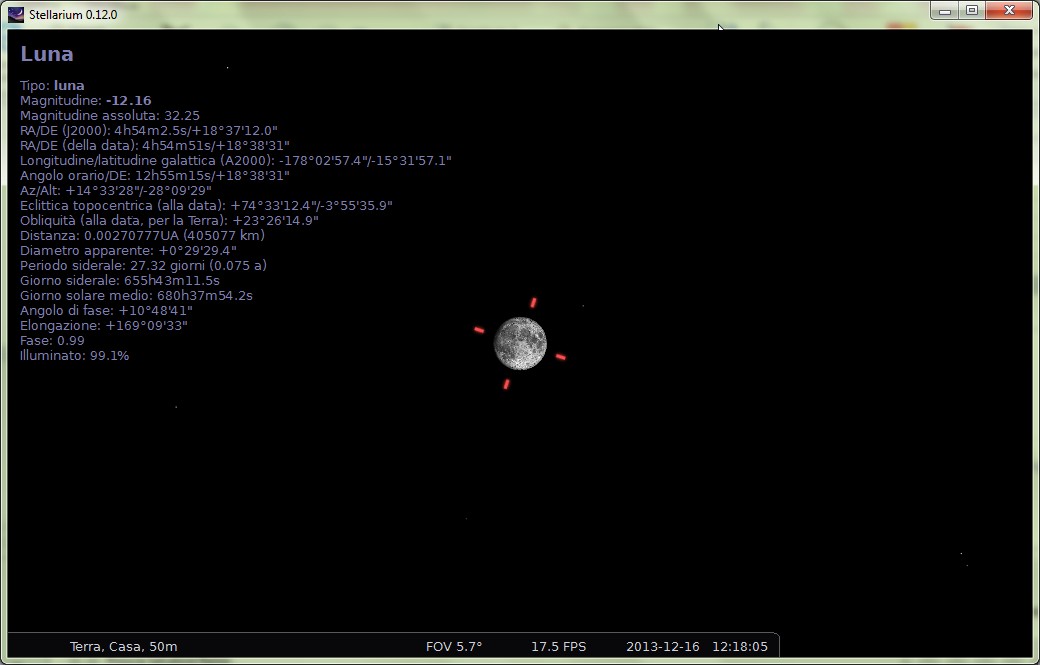 Stellarium 0.12.0
Luna
Tipo: luna
Magnitudine: -12.16
Magnitudine assoluta: 32.25
RA/DE (J2000): 4h54m2.5s/+18°37'12.0"
RA/DE (della data): 4h54m51s/+18°38'31"
Longitudine/latitudine galattica (A2000): -178°02'57.4"/-15°31'57.1"
Angolo orario/DE: 12h55m15s/+18°38'31"
Az/Alt: +14°33'28"/-28°09'29"
Eclittica topocentrica (alla data): +74°33'12.4"/-3°55'35.9"
Obliquità (alla data, per la Terra): +23°26'14.9"
Distanza: 0.00270777UA (405077 km)
Diametro apparente: +0°29'29.4"
Periodo siderale: 27.32 giorni (0.075 a)
Giorno siderale: 655h43m11.5s
Giorno solare medio: 680h37m54.2s
Angolo di fase: +10°48'41"
Elongazione: +169°09'33"
Fase: 0.99
Illuminato: 99.1%
Terra, Casa, 50m FOV 5.7° 17.5 FPS 2013-12-16 12:18:05